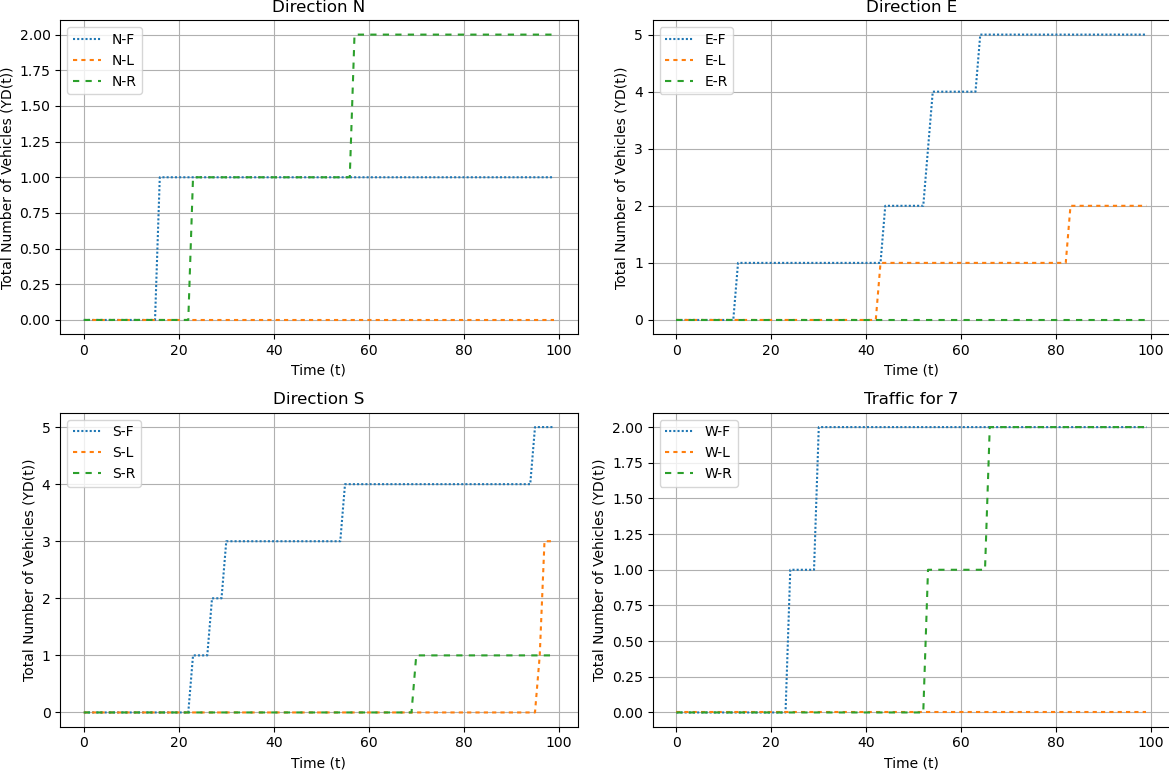 Direction N
Total Number of Vehicles (YD(t))
2.00
1.75
1.50
1.25
1.00
0.75
0.50
0.25
0.00
N-F
N-L
N-R
0 20 40 60 80 100
Time (t)
Direction E
Total Number of Vehicles (YD(t))
5
4
3
2
1
0
E-F
E-L
E-R
0 20 40 60 80 100
Time (t)
Direction S
Total Number of Vehicles (YD(t))
5
4
3
2
1
0
S-F
S-L
S-R
0 20 40 60 80 100
Time (t)
Traffic for 7
Total Number of Vehicles (YD(t))
2.00
1.75
1.50
1.25
1.00
0.75
0.50
0.25
0.00
W-F
W-L
W-R
0 20 40 60 80 100
Time (t)